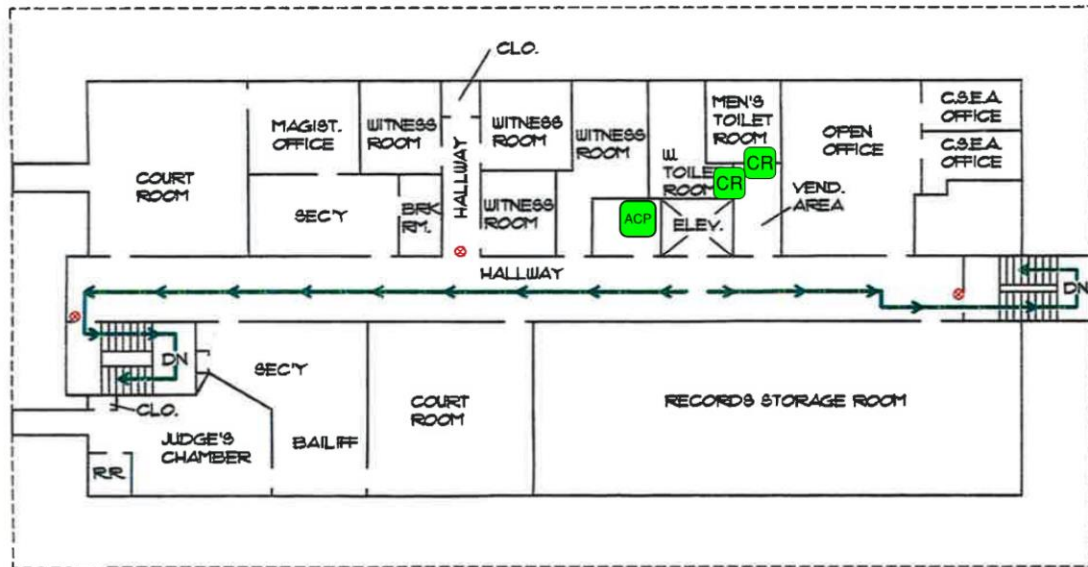 CLO.
MAGIST.
OFFICE
WITNESS
ROOM
HALLWAY
WITNESS
ROOM
WITNESS
ROOM
MEN'S
TOILET
ROOM
OPEN
OFFICE
C.S.E.A.
OFFICE
C.S.E.A.
OFFICE
COURT
ROOM
SEC'Y
BRK
RM.
WITNESS
ROOM
W.
TOILET
ROOM
CR
CR
VEND.
AREA
ACP
ELEV.
HALLWAY
DN
DN
SEC'Y
COURT
ROOM
RECORDS STORAGE ROOM
CLO.
JUDGE'S
CHAMBER
BAILIFF
R.R.